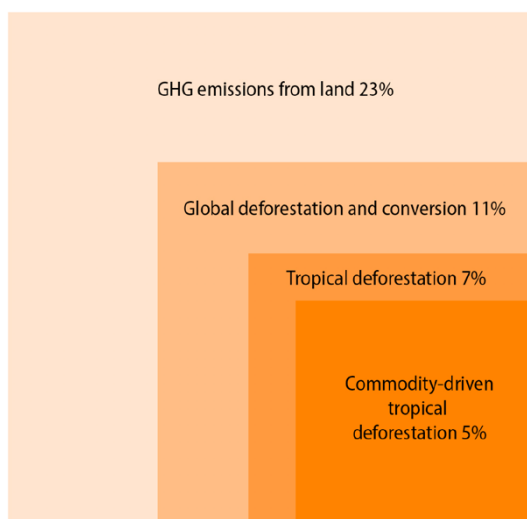 GHG emissions from land 23%
Global deforestation and conversion 11%
Tropical deforestation 7%
Commodity-driven
tropical
deforestation 5%